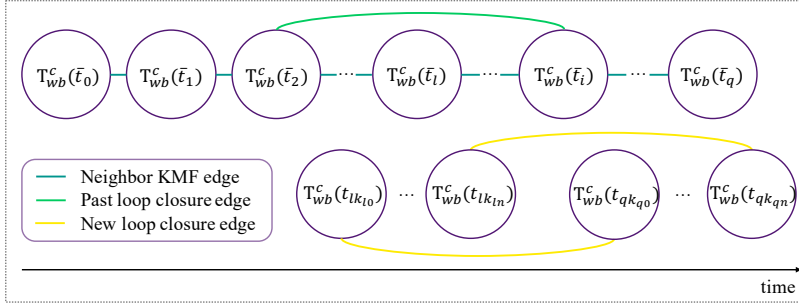 T^c_{wb}(t̄_0) T^c_{wb}(t̄_1) T^c_{wb}(t̄_2) ... T^c_{wb}(t̄_l) ... T^c_{wb}(t̄_i) ... T^c_{wb}(t̄_q)
T^c_{wb}(t_{lk_{l0}}) ... T^c_{wb}(t_{lk_{ln}}) T^c_{wb}(t_{qk_{q0}}) ... T^c_{wb}(t_{qk_{qn}})
Neighbor KMF edge
Past loop closure edge
New loop closure edge
time